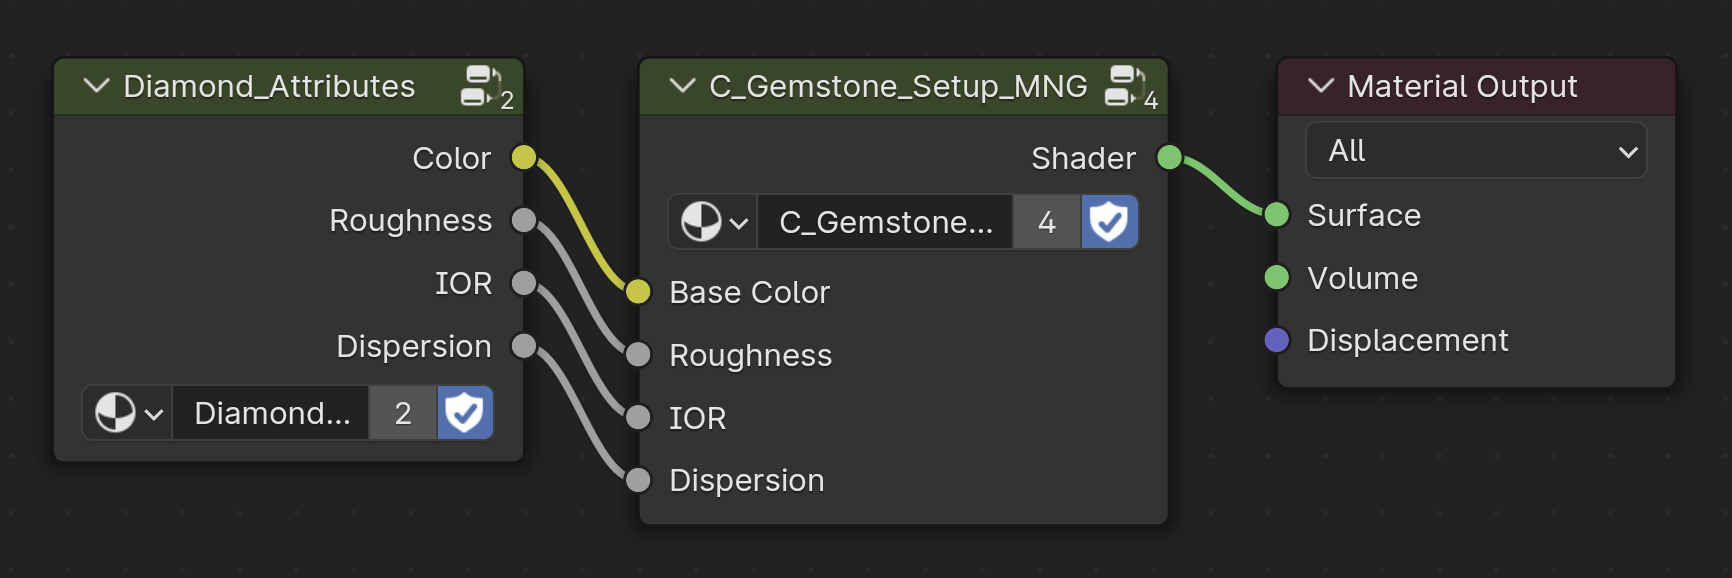 Diamond_Attributes
2
Color
Roughness
IOR
Dispersion
Diamond...
2
C_Gemstone_Setup_MNG
4
Shader
C_Gemstone...
4
Base Color
Roughness
IOR
Dispersion
Material Output
All
Surface
Volume
Displacement